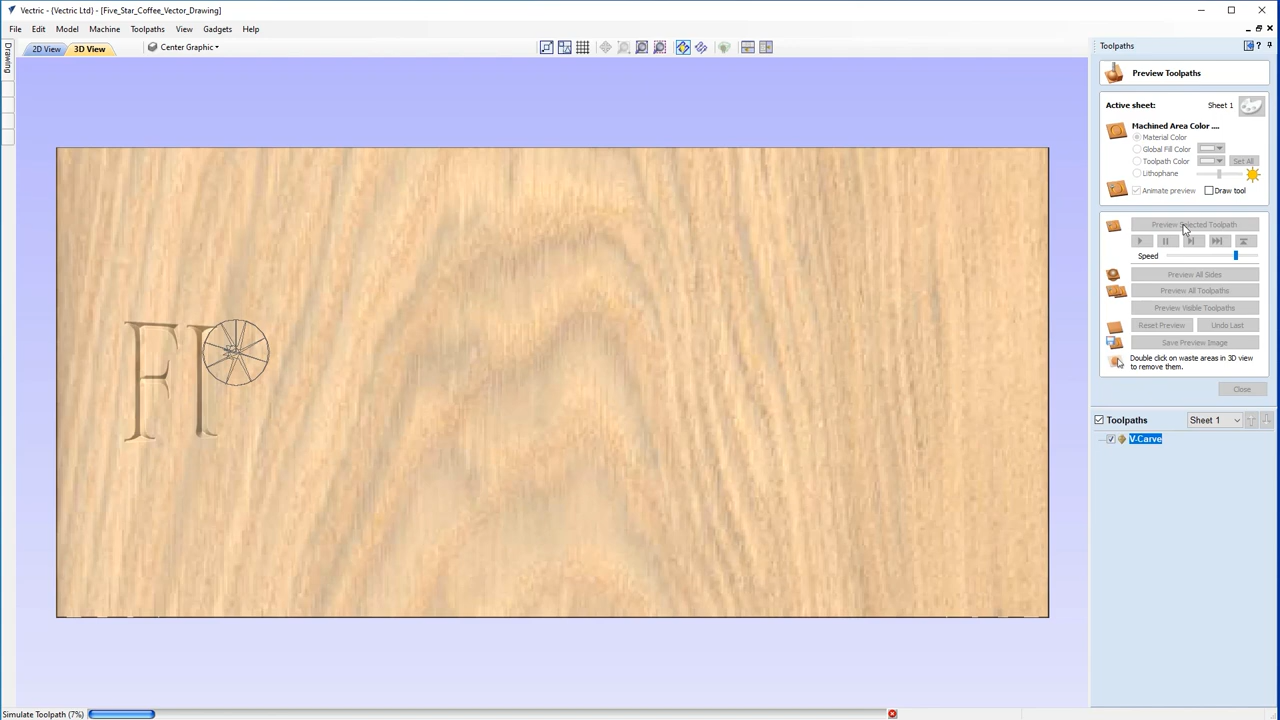 Vectric - {Vectric Ltd} - [Five_Star_Coffee_Vector_Drawing]
File Edit Model Machine Toolpaths View Gadgets Help
Drawing
2D View 3D View Center Graphic
Toolpaths
Preview Toolpaths
Active sheet: Sheet 1
Machined Area Color ....
Material Color
Global Fill Color
Toolpath Color Set All
Lithophane
Animate preview Draw tool
Preview Selected Toolpath
Speed
Preview All Sides
Preview All Toolpaths
Preview Visible Toolpaths
Reset Preview Undo Last
Save Preview Image
Double click on waste areas in 3D view
to remove them.
Close
Toolpaths Sheet 1
V-Carve
FI
Simulate Toolpath (7%)